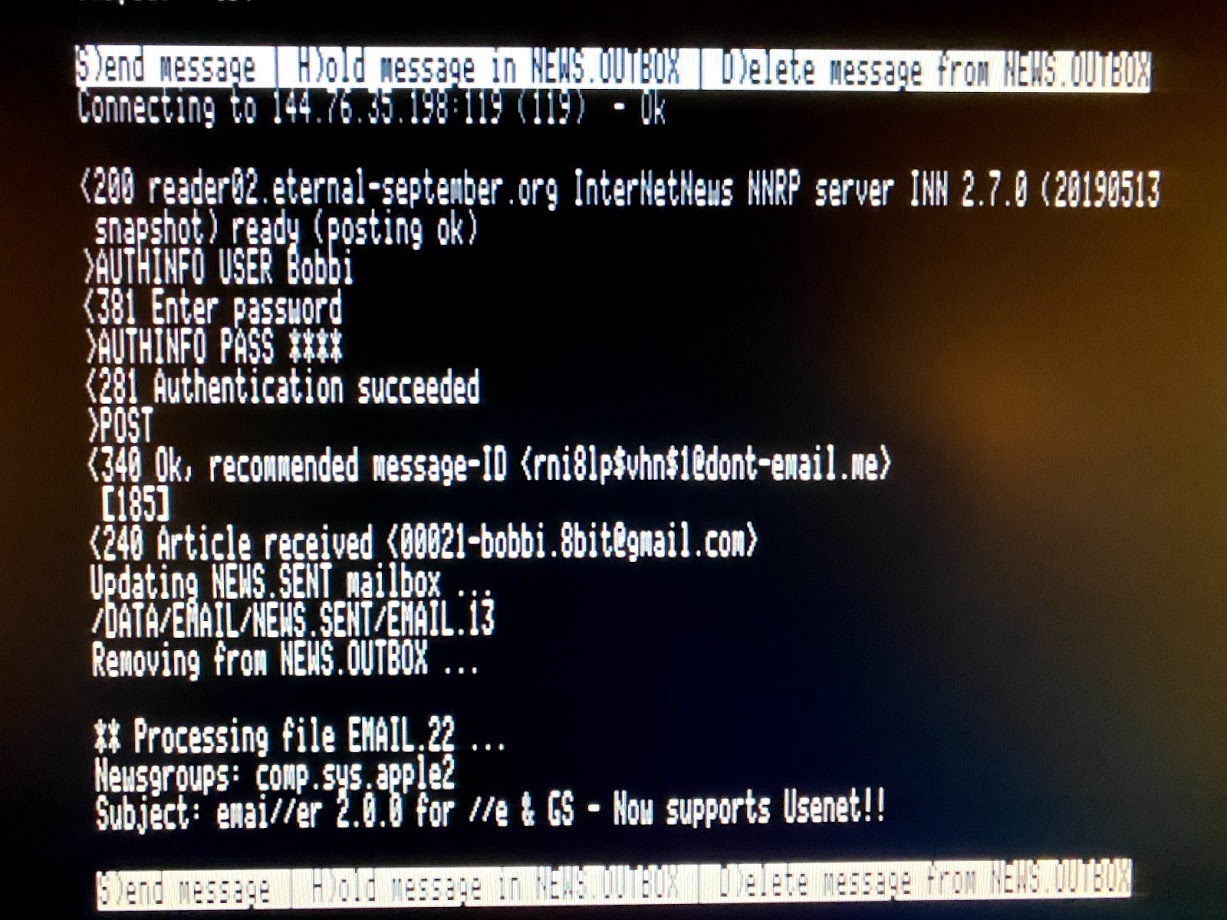 S)end message | H)old message in NEWS.OUTBOX | D)elete message from NEWS.OUTBOX
Connecting to 144.76.35.198:119 (119) - Ok
<200 reader02.eternal-september.org InterNetNews NNRP server INN 2.7.0 (20190513
snapshot) ready (posting ok)
>AUTHINFO USER Bobbi
<381 Enter password
>AUTHINFO PASS ****
<281 Authentication succeeded
>POST
<340 Ok, recommended message-ID <rni8lp$vhn$1@dont-email.me>
[185]
<240 Article received <00021-bobbi.8bit@gmail.com>
Updating NEWS.SENT mailbox ...
/DATA/EMAIL/NEWS.SENT/EMAIL.13
Removing from NEWS.OUTBOX ...
** Processing file EMAIL.22 ...
Newsgroups: comp.sys.apple2
Subject: emai//er 2.0.0 for //e & GS - Now supports Usenet!!
S)end message | H)old message in NEWS.OUTBOX | D)elete message from NEWS.OUTBOX